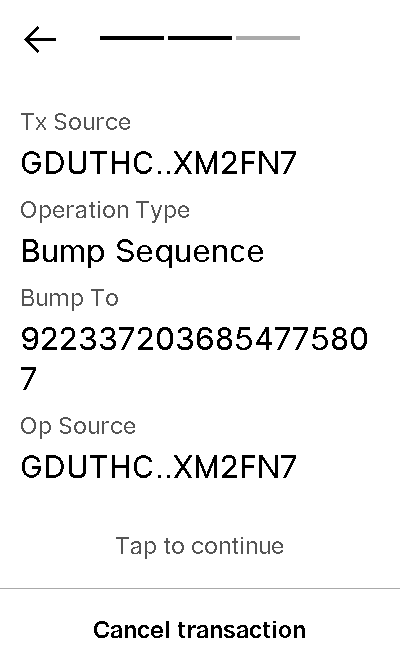 Tx Source
GDUTHC..XM2FN7
Operation Type
Bump Sequence
Bump To
922337203685477580
7
Op Source
GDUTHC..XM2FN7
Tap to continue
Cancel transaction